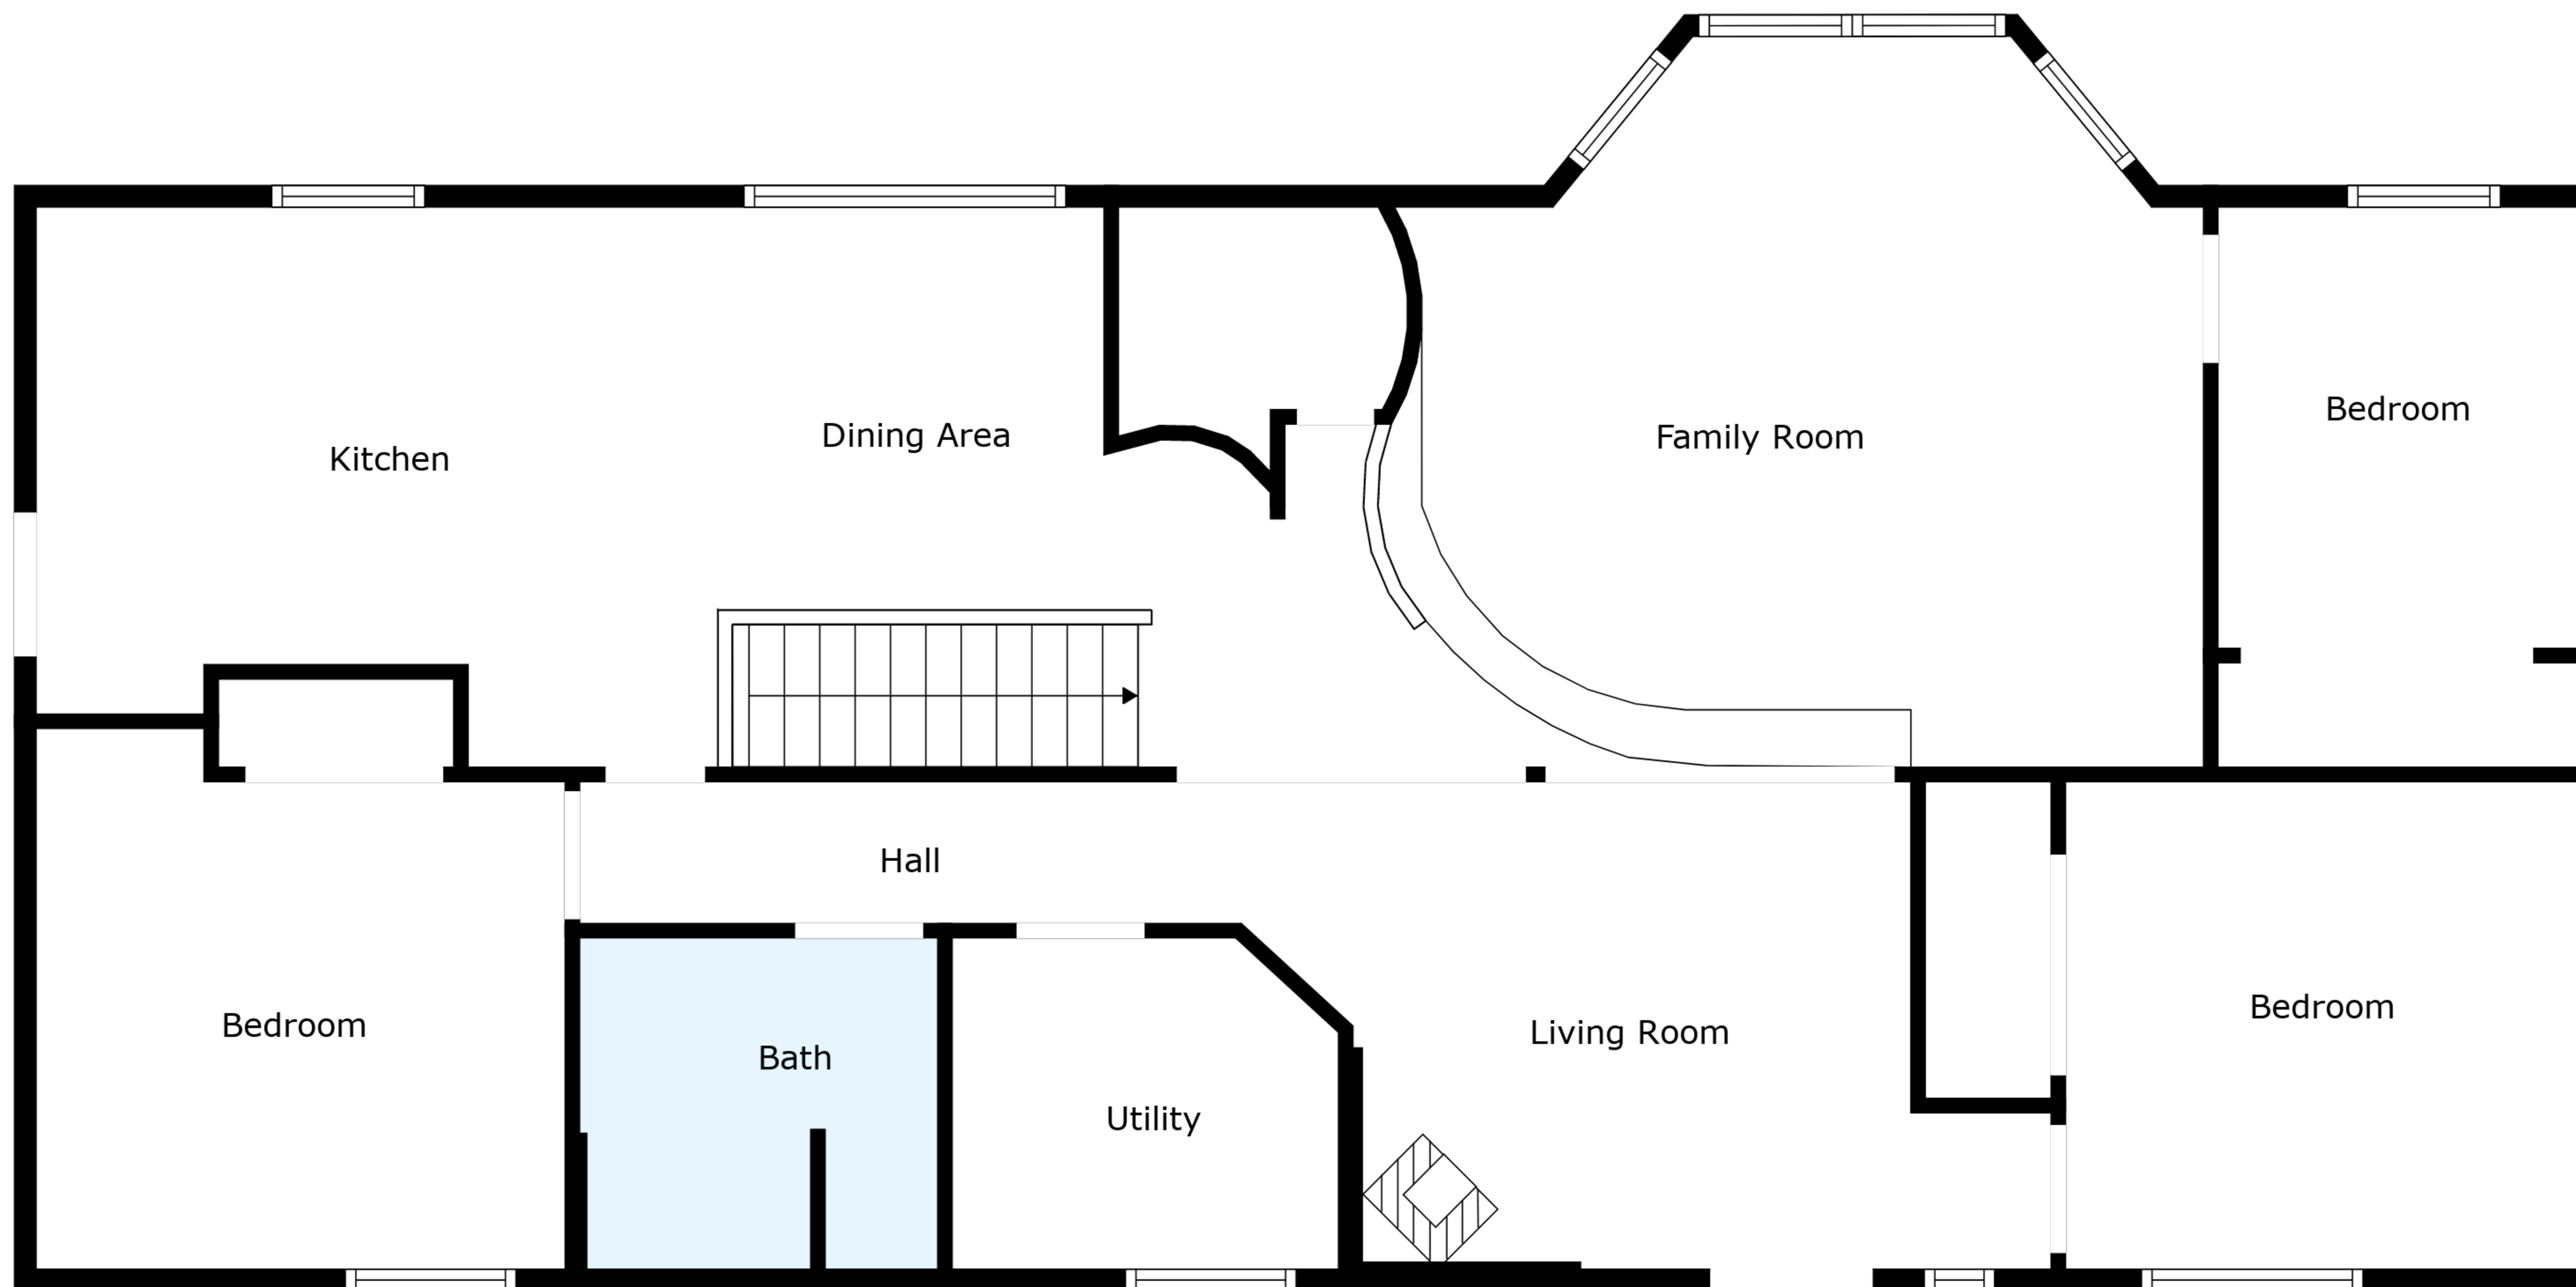 Kitchen
Dining Area
Family Room
Bedroom
Hall
Bedroom
Bath
Utility
Living Room
Bedroom